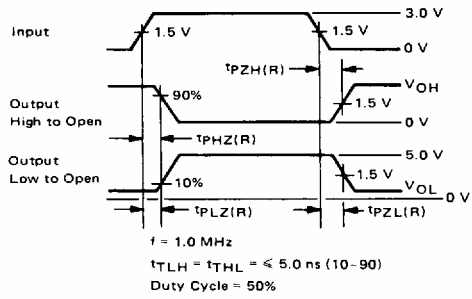 3.0 V
Input
1.5 V
1.5 V
0 V
tPZH(R)
VOH
90%
Output
High to Open
1.5 V
0 V
tPHZ(R)
Output
Low to Open
5.0 V
1.5 V
10%
VOL
0 V
tPLZ(R)
tPZL(R)
f = 1.0 MHz
tTLH = tTHL = ≤ 5.0 ns (10-90)
Duty Cycle = 50%